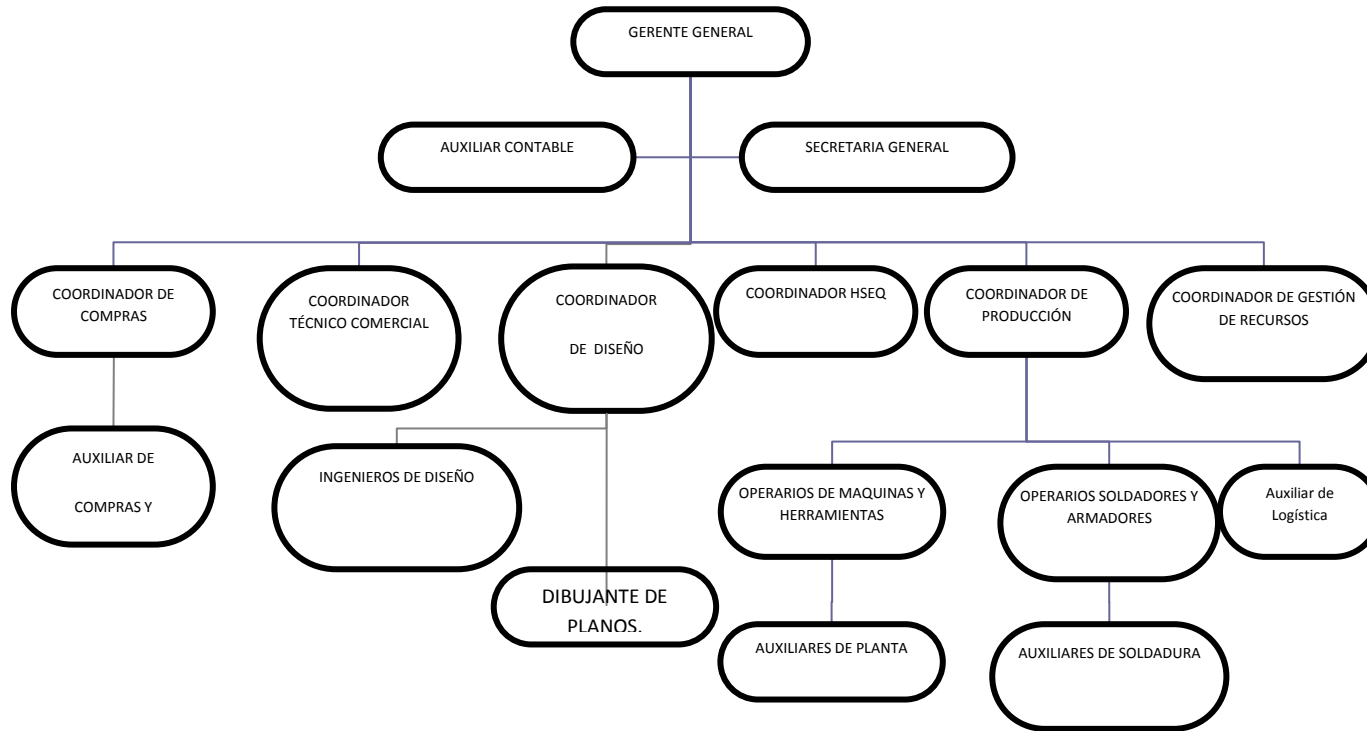 GERENTE GENERAL
AUXILIAR CONTABLE
SECRETARIA GENERAL
COORDINADOR DE
COMPRAS
COORDINADOR
TÉCNICO COMERCIAL
COORDINADOR
DE DISEÑO
COORDINADOR HSEQ
COORDINADOR DE
PRODUCCIÓN
COORDINADOR DE GESTIÓN
DE RECURSOS
AUXILIAR DE
COMPRAS Y
INGENIEROS DE DISEÑO
DIBUJANTE DE
PLANOS.
OPERARIOS DE MAQUINAS Y
HERRAMIENTAS
OPERARIOS SOLDADORES Y
ARMADORES
Auxiliar de
Logística
AUXILIARES DE PLANTA
AUXILIARES DE SOLDADURA